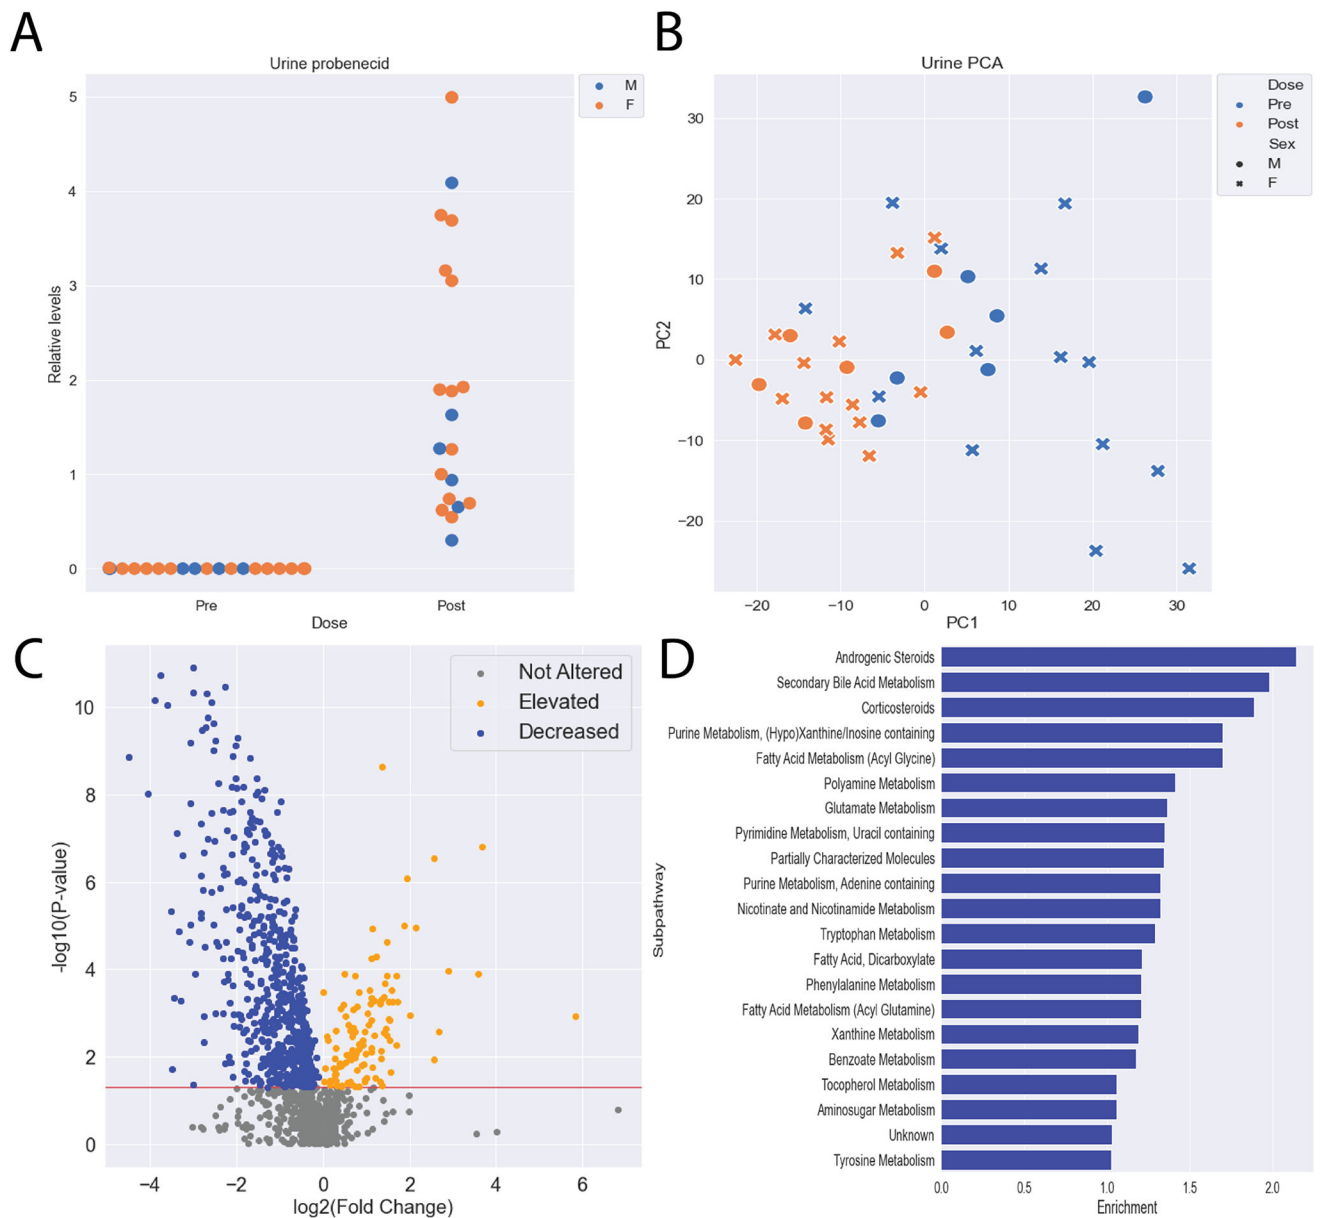 A
Urine probenecid
M
F
5
4
3
2
1
0
Relative levels
Pre
Post
Dose
B
Urine PCA
Dose
Pre
Post
Sex
M
F
30
20
10
0
−10
−20
PC2
−20
−10
0
10
20
30
PC1
C
Not Altered
Elevated
Decreased
10
8
6
4
2
0
-log10(P-value)
−4
−2
0
2
4
6
log2(Fold Change)
D
Androgenic Steroids
Secondary Bile Acid Metabolism
Corticosteroids
Purine Metabolism, (Hypo)Xanthine/Inosine containing
Fatty Acid Metabolism (Acyl Glycine)
Polyamine Metabolism
Glutamate Metabolism
Pyrimidine Metabolism, Uracil containing
Partially Characterized Molecules
Purine Metabolism, Adenine containing
Nicotinate and Nicotinamide Metabolism
Tryptophan Metabolism
Fatty Acid, Dicarboxylate
Phenylalanine Metabolism
Fatty Acid Metabolism (Acyl Glutamine)
Xanthine Metabolism
Benzoate Metabolism
Tocopherol Metabolism
Aminosugar Metabolism
Unknown
Tyrosine Metabolism
Subpathway
0.0
0.5
1.0
1.5
2.0
Enrichment